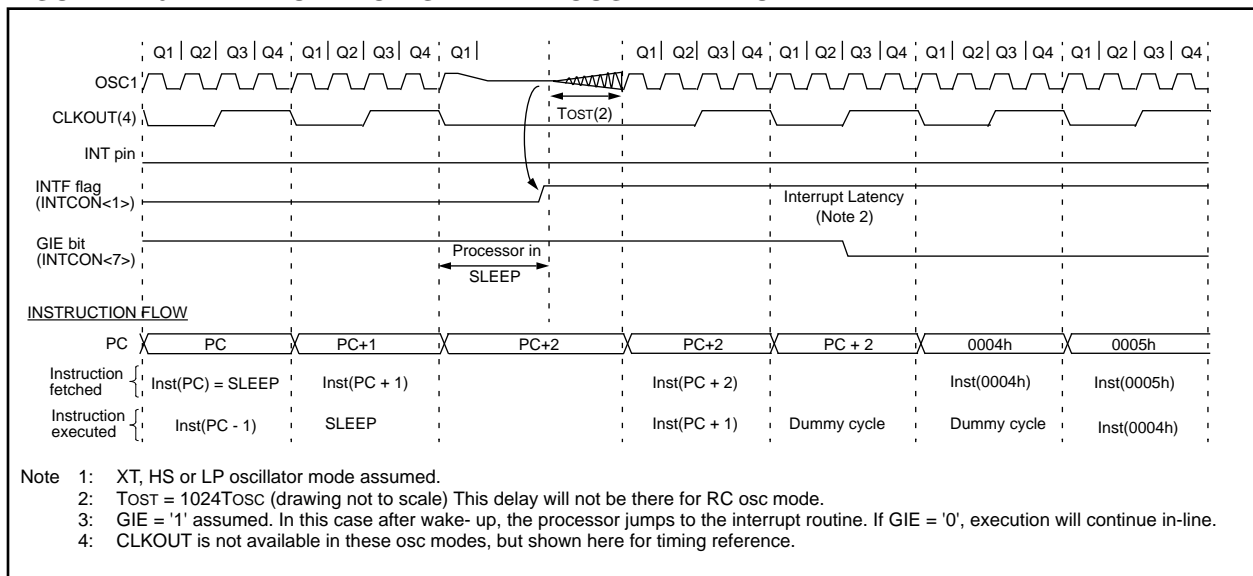 Q1 Q2 Q3 Q4 Q1 Q2 Q3 Q4 Q1 Q1 Q2 Q3 Q4 Q1 Q2 Q3 Q4 Q1 Q2 Q3 Q4 Q1 Q2 Q3 Q4
OSC1
TOST(2)
CLKOUT(4)
INT pin
INTF flag
(INTCON<1>)
Interrupt Latency
(Note 2)
GIE bit
(INTCON<7>)
Processor in
SLEEP
INSTRUCTION FLOW
PC PC PC+1 PC+2 PC+2 PC + 2 0004h 0005h
Instruction
fetched
Inst(PC) = SLEEP Inst(PC + 1) Inst(PC + 2) Inst(0004h) Inst(0005h)
Instruction
executed
Inst(PC - 1) SLEEP Inst(PC + 1) Dummy cycle Dummy cycle Inst(0004h)
Note 1: XT, HS or LP oscillator mode assumed.
2: TOST = 1024TOSC (drawing not to scale) This delay will not be there for RC osc mode.
3: GIE = '1' assumed. In this case after wake- up, the processor jumps to the interrupt routine. If GIE = '0', execution will continue in-line.
4: CLKOUT is not available in these osc modes, but shown here for timing reference.